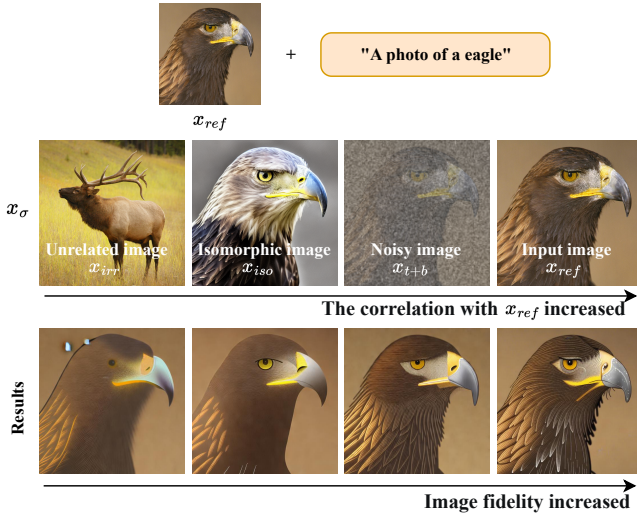 +
"A photo of a eagle"
x_ref
x_σ
Unrelated image
x_irr
Isomorphic image
x_iso
Noisy image
x_{t+b}
Input image
x_ref
The correlation with x_ref increased
Results
Image fidelity increased